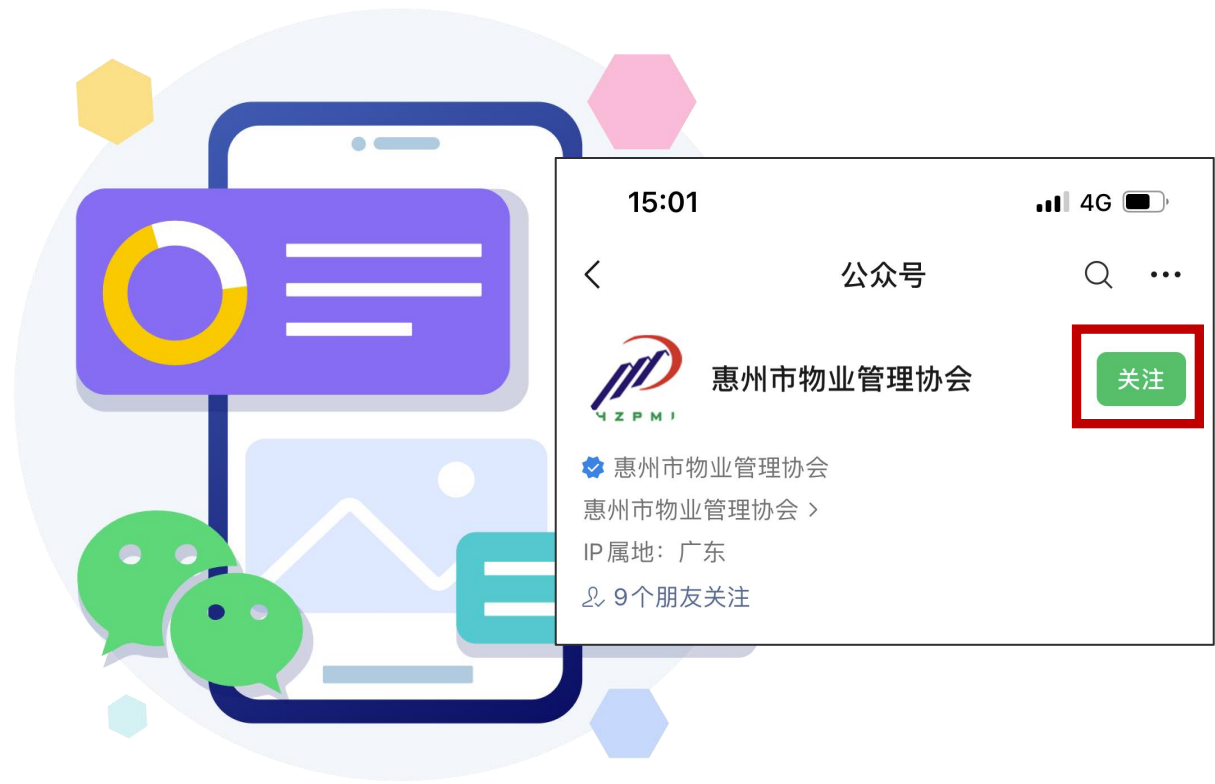 15:01
4G
公众号
惠州市物业管理协会
关注
HZPMI
惠州市物业管理协会
惠州市物业管理协会 >
IP属地：广东
9个朋友关注